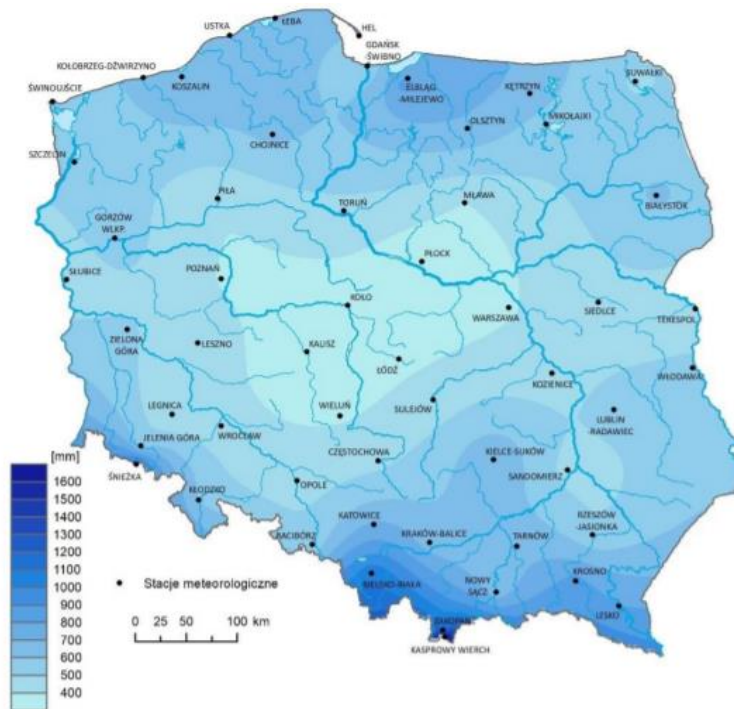 ŁEBA
USTKA
HEL
GDAŃSK
-ŚWIBNO
KOŁOBRZEG-DŹWIRZYNO
KOSZALIN
ELBLĄG
-MILEJEWO
KĘTRZYN
SUWAŁKI
ŚWINOUJŚCIE
OLSZTYN
MIKOŁAJKI
CHOJNICE
SZCZECIN
PIŁA
TORUŃ
MŁAWA
BIAŁYSTOK
GORZÓW
WLKP.
PŁOCK
SŁUBICE
POZNAŃ
KOŁO
WARSZAWA
SIEDLCE
TERESPOL
ZIELONA
GÓRA
LESZNO
KALISZ
ŁÓDŹ
WŁODAWA
KOZIENICE
LEGNICA
WIELUŃ
SULEJÓW
LUBLIN
-RADAWIEC
JELENIA GÓRA
WROCŁAW
CZĘSTOCHOWA
KIELCE-SUKÓW
SANDOMIERZ
[mm]
ŚNIEŻKA
KŁODZKO
OPOLE
1600
1500
1400
1300
1200
1100
1000
900
800
700
600
500
400
KATOWICE
RZESZÓW
-JASIONKA
RACIBÓRZ
KRAKÓW-BALICE
TARNÓW
Stacje meteorologiczne
BIELSKO-BIAŁA
NOWY
SĄCZ
KROSNO
LESKO
0 25 50 100 km
ZAKOPANE
KASPROWY WIERCH